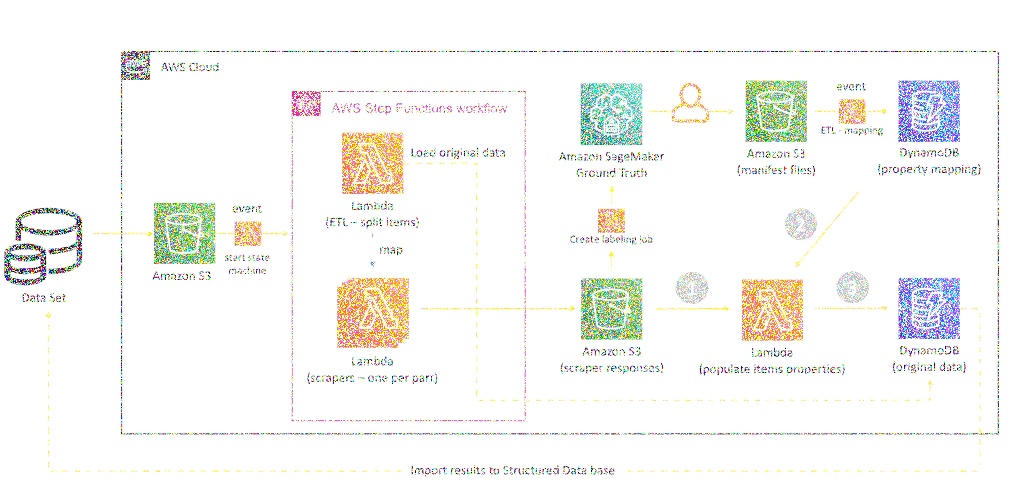 AWS Cloud
AWS Step Functions workflow
Load original data
Lambda
(ETL – split items)
map
Lambda
(scrapers – one per part)
Data Set
Amazon S3
event
start state
machine
Amazon SageMaker
Ground Truth
Create labeling job
Amazon S3
(scraper responses)
Amazon S3
(manifest files)
event
ETL - mapping
DynamoDB
(property mapping)
1
2
3
Lambda
(populate items properties)
DynamoDB
(original data)
Import results to Structured Data base